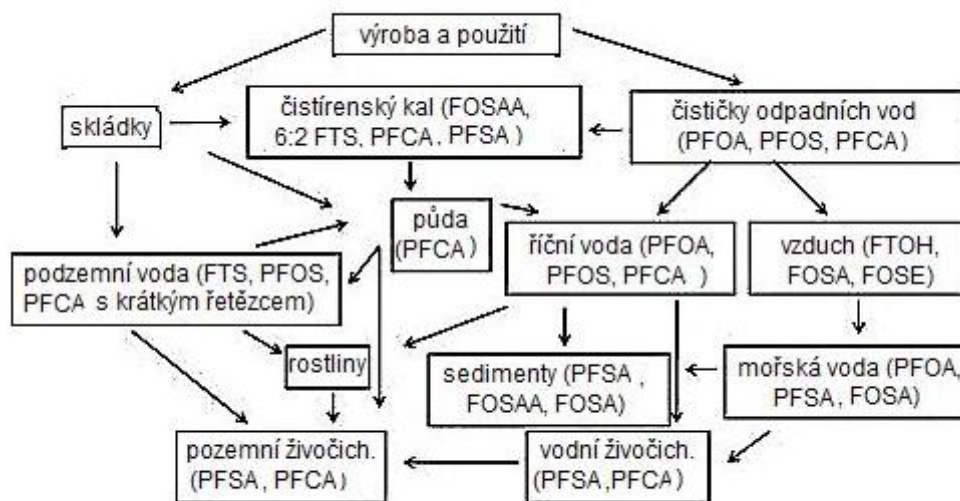 výroba a použití
skládky
čistírenský kal (FOSAA,
6:2 FTS, PFCA, PFSA )
čističky odpadních vod
(PFOA, PFOS, PFCA)
půda
(PFCA)
říční voda (PFOA,
PFOS, PFCA )
vzduch (FTOH,
FOSA, FOSE)
podzemní voda (FTS, PFOS,
PFCA s krátkým řetězcem)
rostliny
sedimenty (PFSA ,
FOSAA, FOSA)
mořská voda (PFOA,
PFSA, FOSA)
pozemní živočich.
(PFSA, PFCA)
vodní živočich.
(PFSA,PFCA )